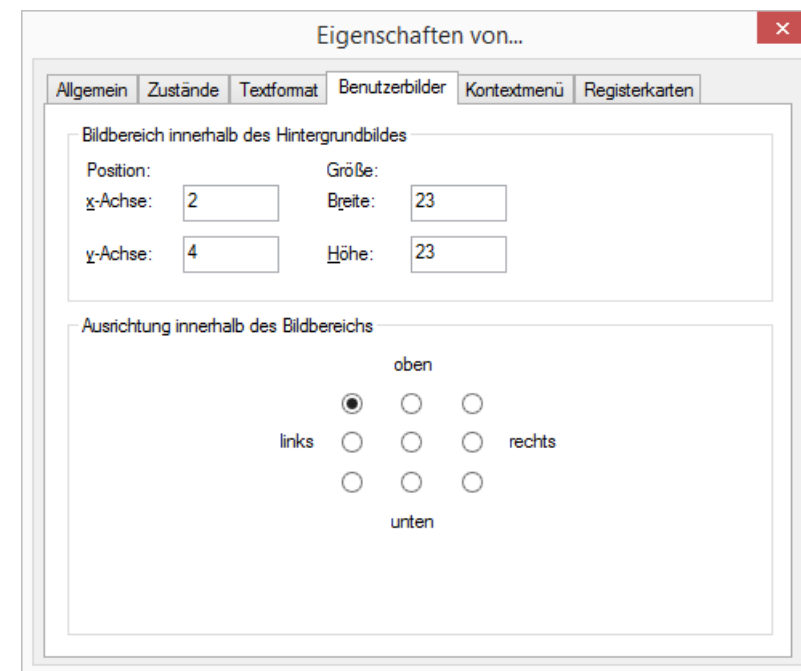 Eigenschaften von...
Allgemein Zustände Textformat Benutzerbilder Kontextmenü Registerkarten
Bildbereich innerhalb des Hintergrundbildes
Position: Größe:
x-Achse: 2 Breite: 23
y-Achse: 4 Höhe: 23
Ausrichtung innerhalb des Bildbereichs
oben
links rechts
unten